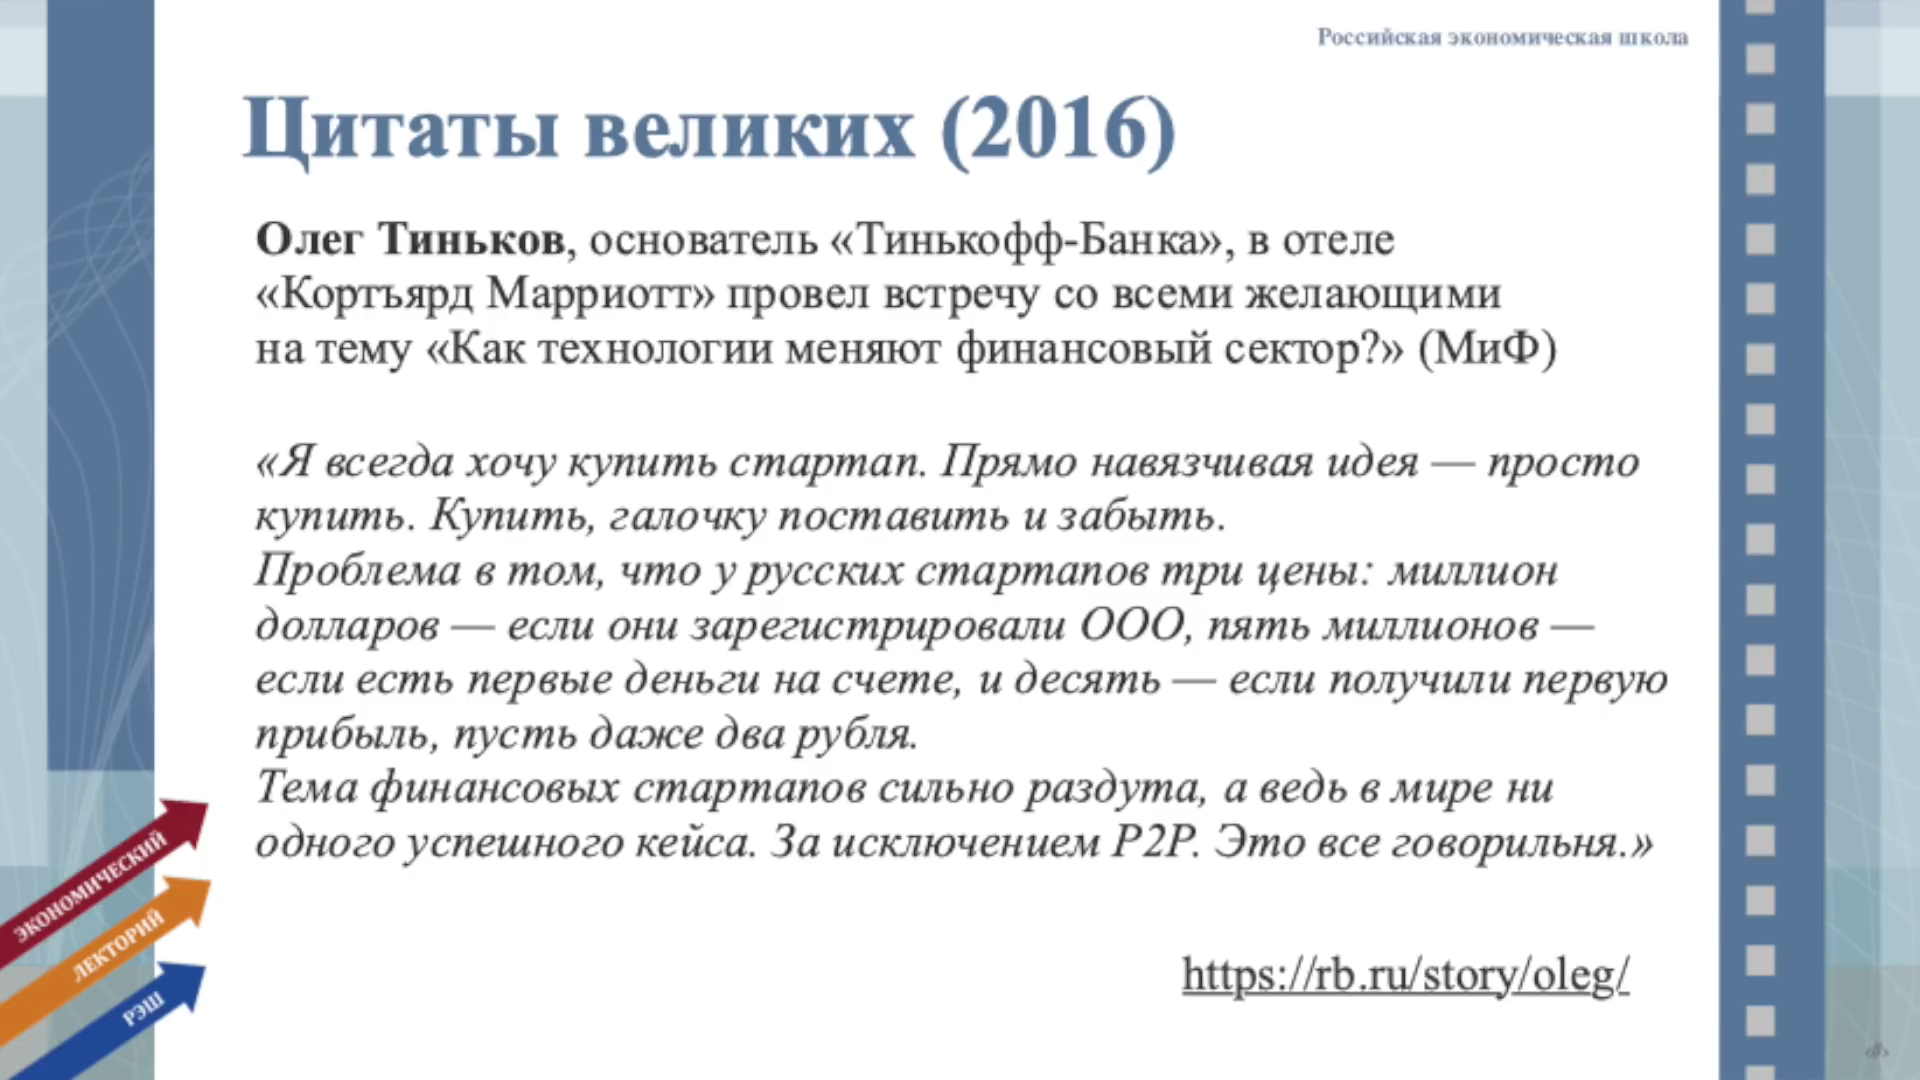 Российская экономическая школа
Цитаты великих (2016)
Олег Тиньков, основатель «Тинькофф-Банка», в отеле
«Кортъярд Марриотт» провел встречу со всеми желающими
на тему «Как технологии меняют финансовый сектор?» (МиФ)
«Я всегда хочу купить стартап. Прямо навязчивая идея — просто
купить. Купить, галочку поставить и забыть.
Проблема в том, что у русских стартапов три цены: миллион
долларов — если они зарегистрировали ООО, пять миллионов —
если есть первые деньги на счете, и десять — если получили первую
прибыль, пусть даже два рубля.
Тема финансовых стартапов сильно раздута, а ведь в мире ни
одного успешного кейса. За исключением P2P. Это все говорильня.»
https://rb.ru/story/oleg/
ЭКОНОМИЧЕСКИЙ
ЛЕКТОРИЙ
РЭШ